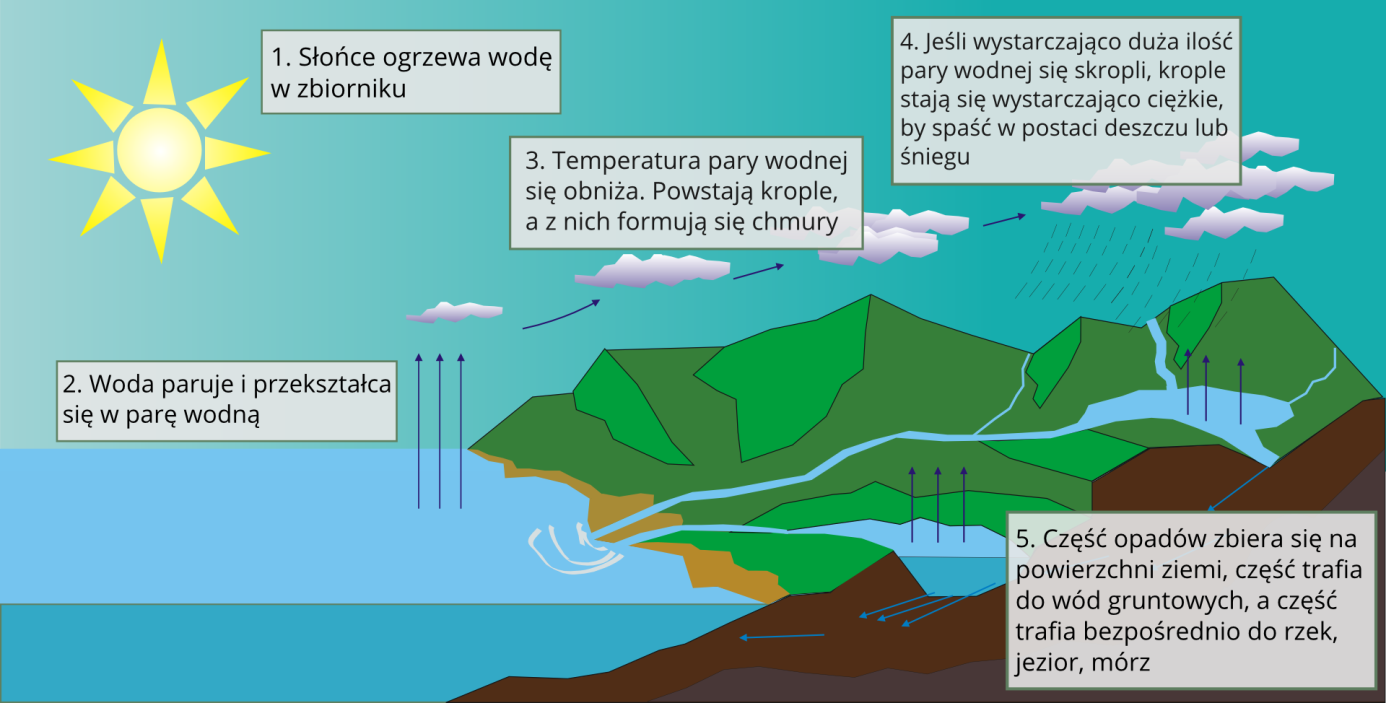 1. Słońce ogrzewa wodę
w zbiorniku
2. Woda paruje i przekształca
się w parę wodną
3. Temperatura pary wodnej
się obniża. Powstają krople,
a z nich formują się chmury
4. Jeśli wystarczająco duża ilość
pary wodnej się skropli, krople
stają się wystarczająco ciężkie,
by spaść w postaci deszczu lub
śniegu
5. Część opadów zbiera się na
powierzchni ziemi, część trafia
do wód gruntowych, a część
trafia bezpośrednio do rzek,
jezior, mórz